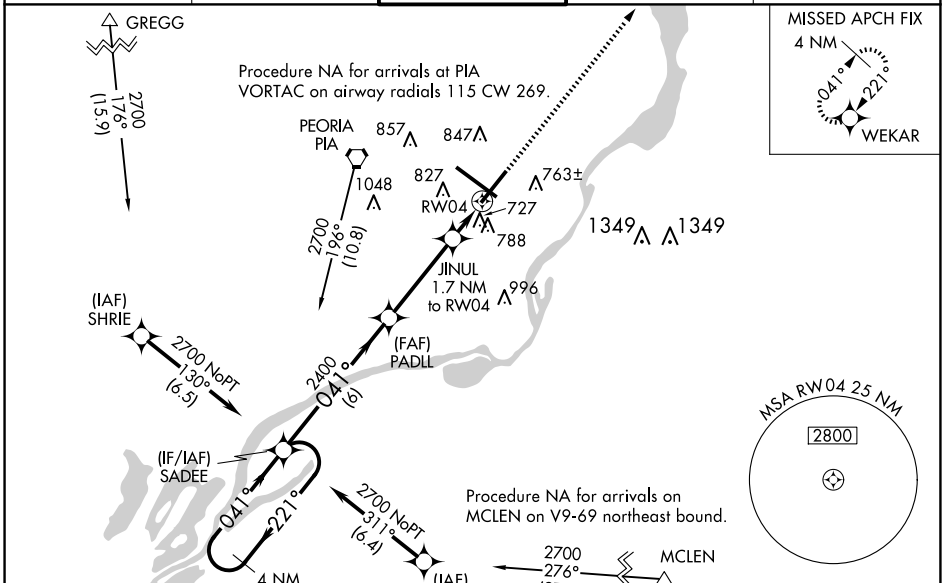 GREGG
2700
176°
(15.9)
Procedure NA for arrivals at PIA
VORTAC on airway radials 115 CW 269.
MISSED APCH FIX
4 NM
041°
221°
WEKAR
PEORIA
PIA
857
847
1048
827
763±
RW04
727
788
2700
196°
(10.8)
1349
1349
JINUL
1.7 NM
to RW04
996
(IAF)
SHRIE
2700 NoPT
130°
(6.5)
(FAF)
PADLL
2400
041°
(6)
MSA RW04 25 NM
2800
(IF/IAF)
SADEE
041°
221°
4 NM
2700 NoPT
311°
(6.4)
(IAF)
Procedure NA for arrivals on
MCLEN on V9-69 northeast bound.
2700
276°
MCLEN